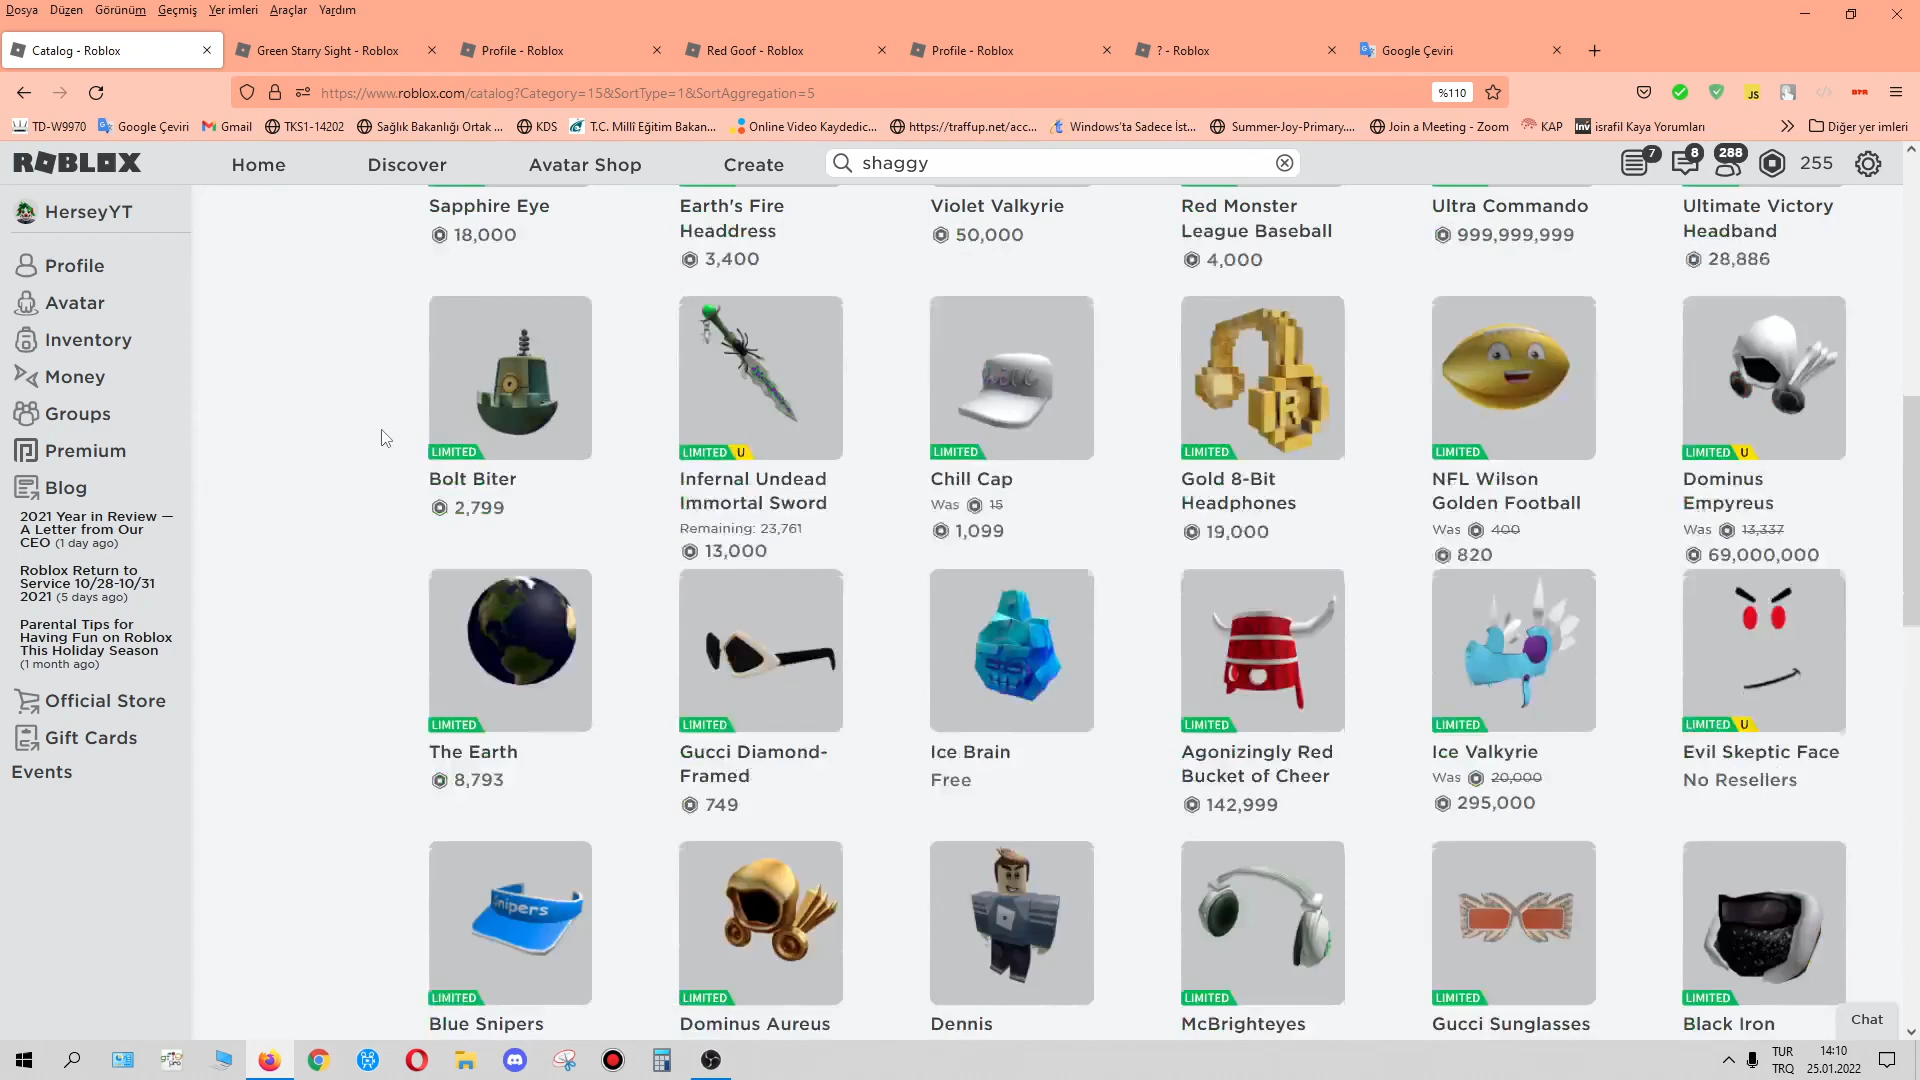 Dosya Düzen Görünüm Geçmiş Yer imleri Araçlar Yardım
Catalog - Roblox
Green Starry Sight - Roblox
Profile - Roblox
Red Goof - Roblox
Profile - Roblox
? - Roblox
Google Çeviri
https://www.roblox.com/catalog?Category=15&SortType=1&SortAggregation=5
%110
JS
TD-W9970
Google Çeviri
Gmail
TKS1-14202
Sağlık Bakanlığı Ortak ...
KDS
T.C. Millî Eğitim Bakan...
Online Video Kaydedic...
https://traffup.net/acc...
Windows'ta Sadece İst...
Summer-Joy-Primary....
Join a Meeting - Zoom
KAP
Inv
israfil Kaya Yorumları
Diğer yer imleri
ROBLOX
Home
Discover
Avatar Shop
Create
shaggy
7
8
288
255
HerseyYT
Profile
Avatar
Inventory
Money
Groups
Premium
Blog
2021 Year in Review —
A Letter from Our
CEO (1 day ago)
Roblox Return to
Service 10/28-10/31
2021 (5 days ago)
Parental Tips for
Having Fun on Roblox
This Holiday Season
(1 month ago)
Official Store
Gift Cards
Events
Sapphire Eye
18,000
Earth's Fire
Headdress
3,400
Violet Valkyrie
50,000
Red Monster
League Baseball
4,000
Ultra Commando
999,999,999
Ultimate Victory
Headband
28,886
LIMITED
Bolt Biter
2,799
LIMITED U
Infernal Undead
Immortal Sword
Remaining: 23,761
13,000
LIMITED
Chill Cap
Was 15
1,099
R
LIMITED
Gold 8-Bit
Headphones
19,000
LIMITED
NFL Wilson
Golden Football
Was 400
820
LIMITED U
Dominus
Empyreus
Was 13,337
69,000,000
LIMITED
The Earth
8,793
LIMITED
Gucci Diamond-
Framed
749
Ice Brain
Free
LIMITED
Agonizingly Red
Bucket of Cheer
142,999
LIMITED
Ice Valkyrie
Was 20,000
295,000
LIMITED U
Evil Skeptic Face
No Resellers
Snipers
LIMITED
Blue Snipers
LIMITED
Dominus Aureus
Dennis
LIMITED
McBrighteyes
LIMITED
Gucci Sunglasses
LIMITED
Black Iron
Chat
TUR
TRQ
14:10
25.01.2022